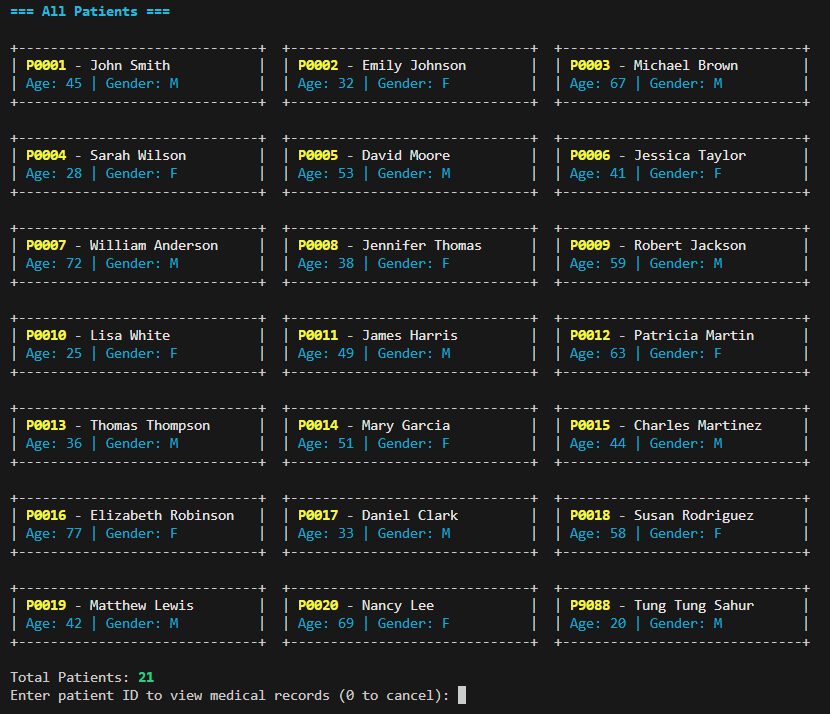 === All Patients ===
+------------------------------+  +------------------------------+  +------------------------------+
| P0001 - John Smith           |  | P0002 - Emily Johnson        |  | P0003 - Michael Brown        |
| Age: 45 | Gender: M          |  | Age: 32 | Gender: F          |  | Age: 67 | Gender: M          |
+------------------------------+  +------------------------------+  +------------------------------+
+------------------------------+  +------------------------------+  +------------------------------+
| P0004 - Sarah Wilson         |  | P0005 - David Moore          |  | P0006 - Jessica Taylor       |
| Age: 28 | Gender: F          |  | Age: 53 | Gender: M          |  | Age: 41 | Gender: F          |
+------------------------------+  +------------------------------+  +------------------------------+
+------------------------------+  +------------------------------+  +------------------------------+
| P0007 - William Anderson     |  | P0008 - Jennifer Thomas      |  | P0009 - Robert Jackson       |
| Age: 72 | Gender: M          |  | Age: 38 | Gender: F          |  | Age: 59 | Gender: M          |
+------------------------------+  +------------------------------+  +------------------------------+
+------------------------------+  +------------------------------+  +------------------------------+
| P0010 - Lisa White           |  | P0011 - James Harris         |  | P0012 - Patricia Martin      |
| Age: 25 | Gender: F          |  | Age: 49 | Gender: M          |  | Age: 63 | Gender: F          |
+------------------------------+  +------------------------------+  +------------------------------+
+------------------------------+  +------------------------------+  +------------------------------+
| P0013 - Thomas Thompson      |  | P0014 - Mary Garcia          |  | P0015 - Charles Martinez     |
| Age: 36 | Gender: M          |  | Age: 51 | Gender: F          |  | Age: 44 | Gender: M          |
+------------------------------+  +------------------------------+  +------------------------------+
+------------------------------+  +------------------------------+  +------------------------------+
| P0016 - Elizabeth Robinson   |  | P0017 - Daniel Clark         |  | P0018 - Susan Rodriguez      |
| Age: 77 | Gender: F          |  | Age: 33 | Gender: M          |  | Age: 58 | Gender: F          |
+------------------------------+  +------------------------------+  +------------------------------+
+------------------------------+  +------------------------------+  +------------------------------+
| P0019 - Matthew Lewis        |  | P0020 - Nancy Lee            |  | P9088 - Tung Tung Sahur      |
| Age: 42 | Gender: M          |  | Age: 69 | Gender: F          |  | Age: 20 | Gender: M          |
+------------------------------+  +------------------------------+  +------------------------------+
Total Patients: 21
Enter patient ID to view medical records (0 to cancel):